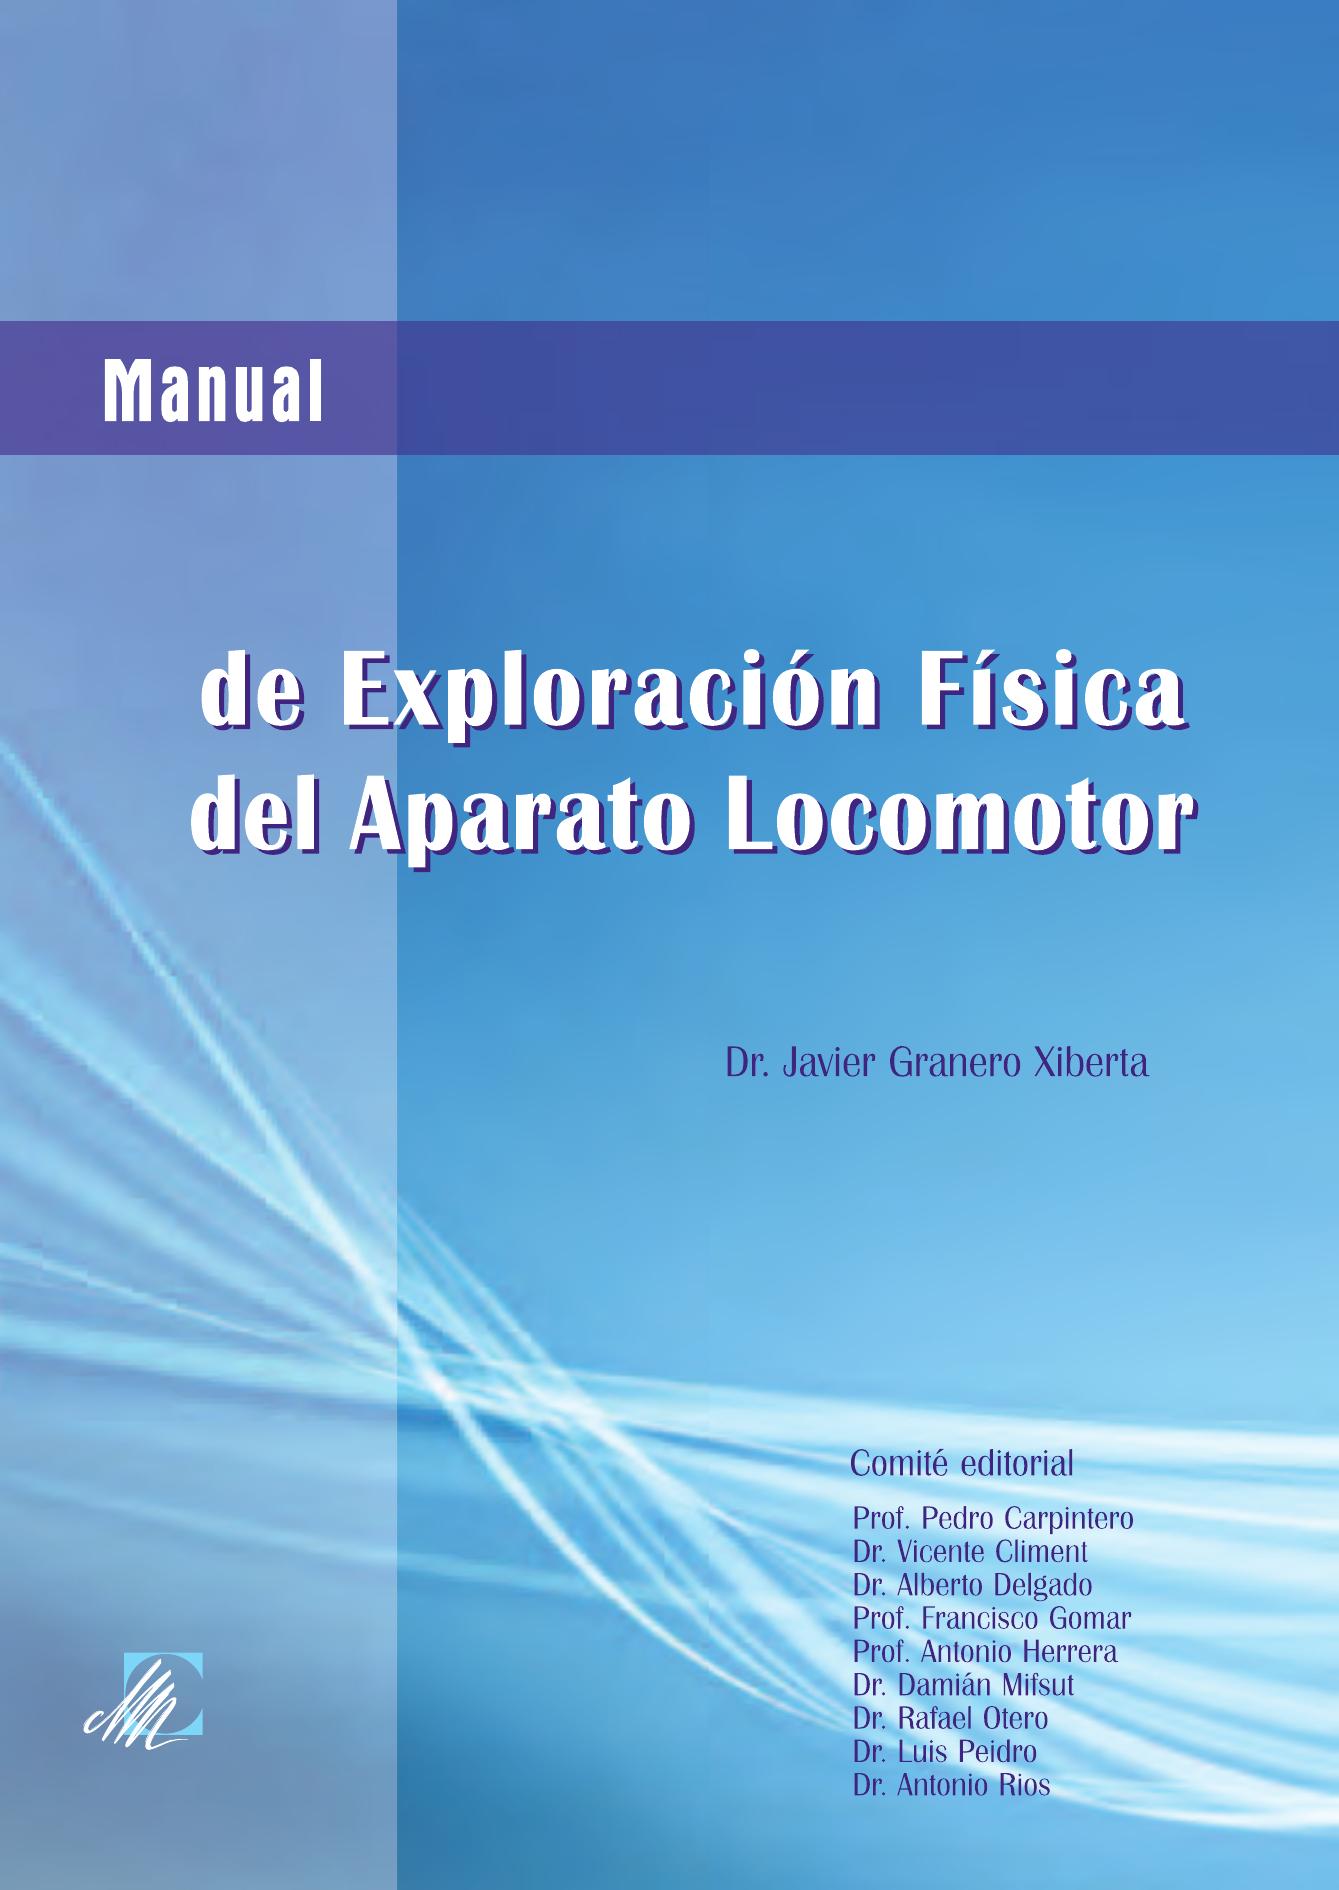 Manual
de Exploración Física
del Aparato Locomotor
Dr. Javier Granero Xiberta
Comité editorial
Prof. Pedro Carpintero
Dr. Vicente Climent
Dr. Alberto Delgado
Prof. Francisco Gomar
Prof. Antonio Herrera
Dr. Damián Mifsut
Dr. Rafael Otero
Dr. Luis Peidro
Dr. Antonio Rios